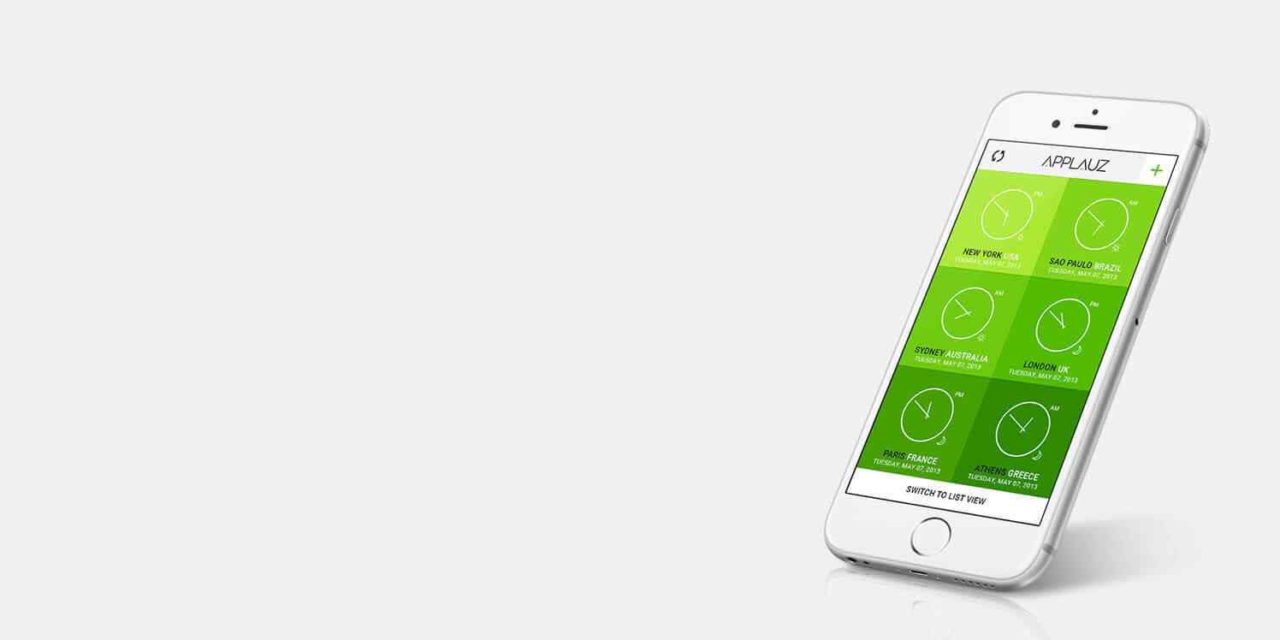 APPLAUZ
PM
NEW YORK USA
TUESDAY, MAY 07, 2013
AM
SAO PAULO BRAZIL
TUESDAY, MAY 07, 2013
AM
SYDNEY AUSTRALIA
TUESDAY, MAY 07, 2013
PM
LONDON UK
TUESDAY, MAY 07, 2013
PM
PARIS FRANCE
TUESDAY, MAY 07, 2013
AM
ATHENS GREECE
TUESDAY, MAY 07, 2013
SWITCH TO LIST VIEW